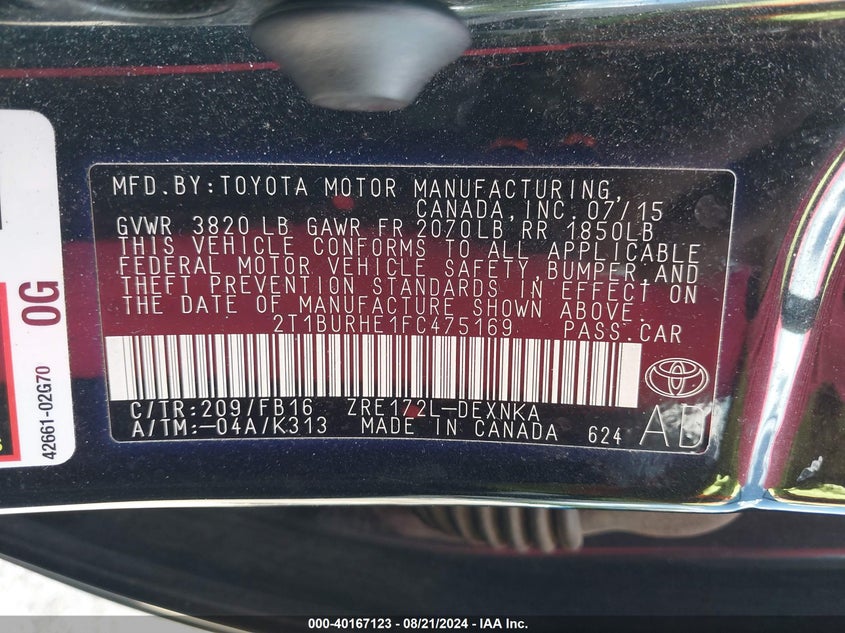 MFD.BY:TOYOTA MOTOR MANUFACTURING,
CANADA,INC. 07/15
GVWR 3820 LB GAWR FR 2070LB RR 1850LB
THIS VEHICLE CONFORMS TO ALL APPLICABLE
FEDERAL MOTOR VEHICLE SAFETY,BUMPER,AND
THEFT PREVENTION STANDARDS IN EFFECT ON
THE DATE OF MANUFACTURE SHOWN ABOVE.
2T1BURHE1FC475169 PASS.CAR
C/TR:209/FB16 ZRE172L-DEXNKA
A/TM:-04A/K313 MADE IN CANADA 624
AD
0G
42661-02G70
000-40167123 - 08/21/2024 - IAA Inc.